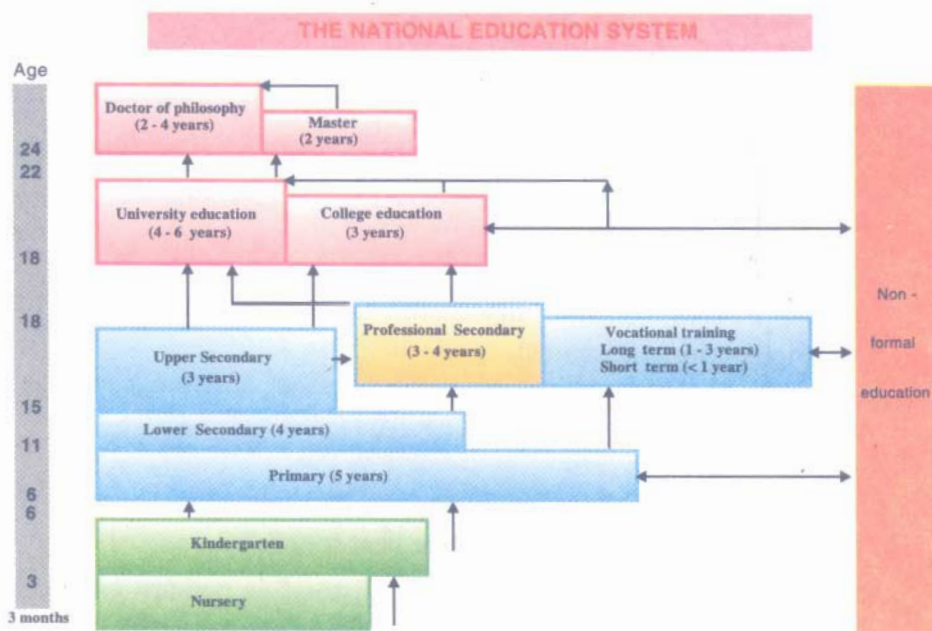 THE NATIONAL EDUCATION SYSTEM
Age
Doctor of philosophy
(2 - 4 years)
Master
(2 years)
24
22
University education
(4 - 6 years)
College education
(3 years)
18
Non -
formal
education
18
Professional Secondary
(3 - 4 years)
Vocational training
Long term (1 - 3 years)
Short term (< 1 year)
Upper Secondary
(3 years)
15
Lower Secondary (4 years)
11
Primary (5 years)
6
6
Kindergarten
3
Nursery
3 months